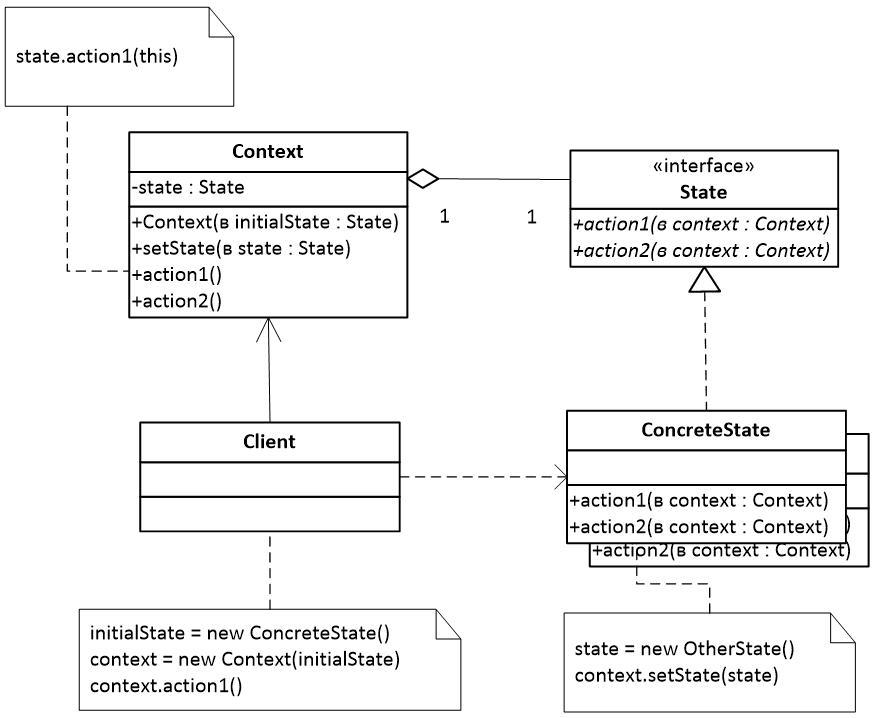 state.action1(this)
Context
-state : State
+Context(в initialState : State)
+setState(в state : State)
+action1()
+action2()
1
1
«interface»
State
+action1(в context : Context)
+action2(в context : Context)
Client
ConcreteState
+action1(в context : Context)
+action2(в context : Context)
+action2(в context : Context)
initialState = new ConcreteState()
context = new Context(initialState)
context.action1()
state = new OtherState()
context.setState(state)